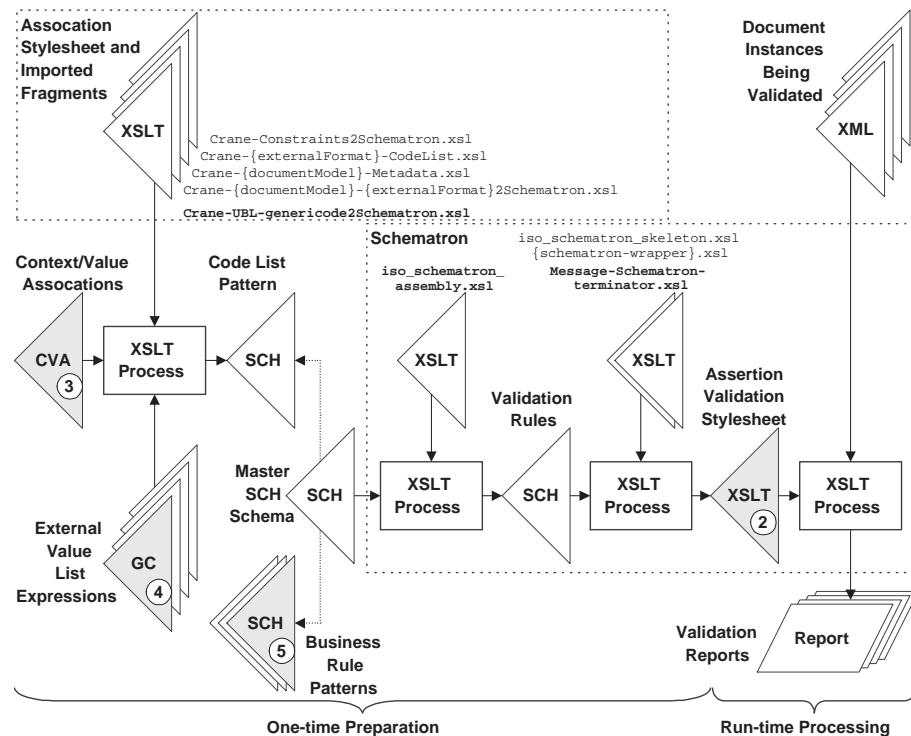 Assocation
Stylesheet and
Imported
Fragments
XSLT
Crane-Constraints2Schematron.xsl
Crane-{externalFormat}-CodeList.xsl
Crane-{documentModel}-Metadata.xsl
Crane-{documentModel}-{externalFormat}2Schematron.xsl
Crane-UBL-genericode2Schematron.xsl
Document
Instances
Being
Validated
XML
Schematron
iso_schematron_
assembly.xsl
iso_schematron_skeleton.xsl
{schematron-wrapper}.xsl
Message-Schematron-
terminator.xsl
Context/Value
Assocations
Code List
Pattern
CVA
3
XSLT
Process
SCH
XSLT
XSLT
Validation
Rules
Assertion
Validation
Stylesheet
Master
SCH
Schema
SCH
XSLT
Process
SCH
XSLT
Process
XSLT
2
XSLT
Process
External
Value
List
Expressions
GC
4
SCH
5
Business
Rule
Patterns
Validation
Reports
Report
One-time Preparation
Run-time Processing